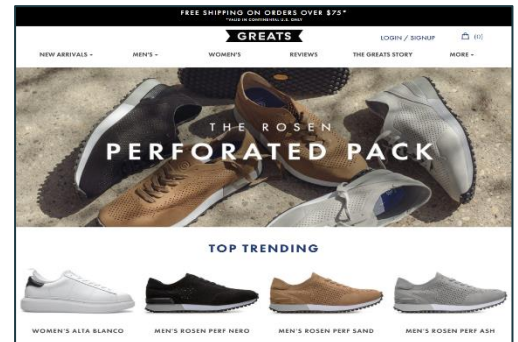 FREE SHIPPING ON ORDERS OVER $75*
*VALID IN CONTINENTAL U.S. ONLY
GREATS
LOGIN / SIGNUP (0)
NEW ARRIVALS MEN'S WOMEN'S REVIEWS THE GREATS STORY MORE
THE ROSEN
PERFORATED PACK
TOP TRENDING
WOMEN'S ALTA BLANCO MEN'S ROSEN PERF NERO MEN'S ROSEN PERF SAND MEN'S ROSEN PERF ASH